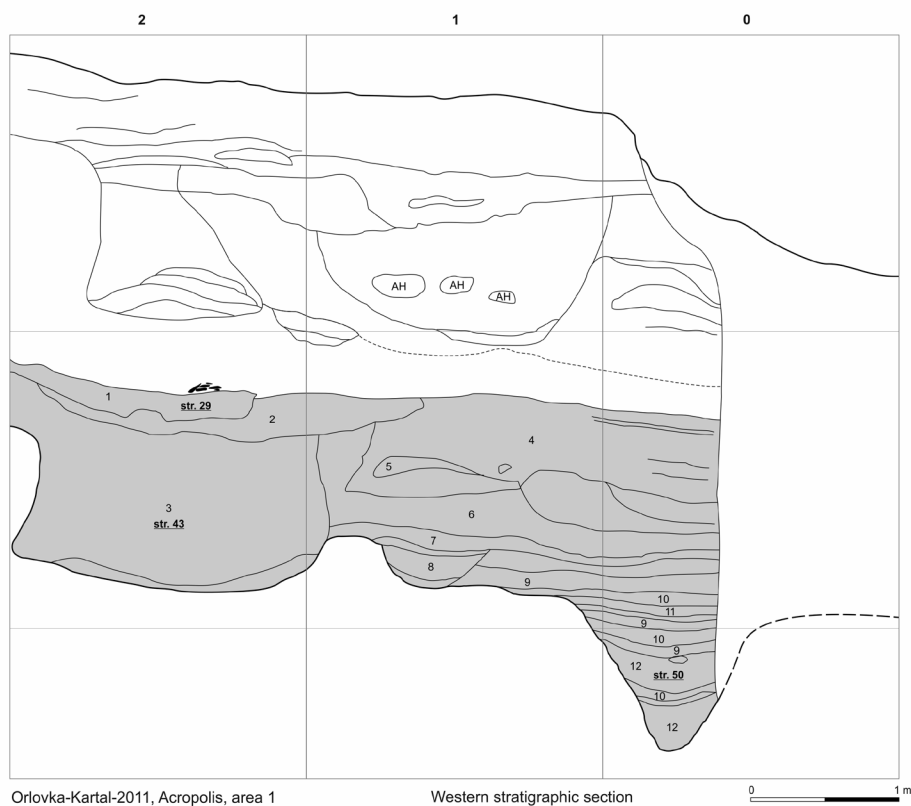 2 1 0
AH AH
AH
1
str. 29
2
4
5
3
str. 43
6
7
8
9
10
11
9
10
9
12
str. 50
10
12
0 1 m
Orlovka-Kartal-2011, Acropolis, area 1 Western stratigraphic section